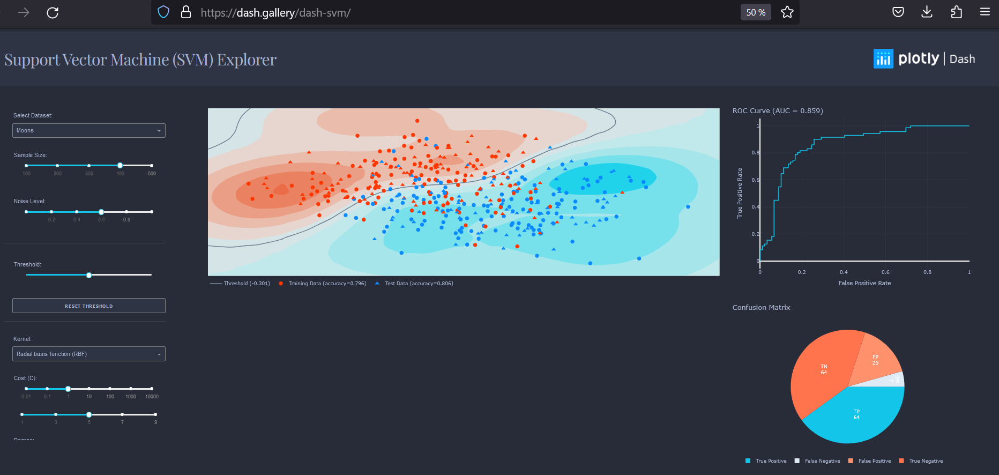 https://dash.gallery/dash-svm/
50 %
Support Vector Machine (SVM) Explorer
plotly | Dash
Select Dataset:
Moons
Sample Size:
100 200 300 400 500
Noise Level:
0.2 0.4 0.6 0.8
Threshold:
RESET THRESHOLD
Kernel:
Radial basis function (RBF)
Cost (C):
0.01 0.1 1 10 100 1000 10000
1 3 5 7 9
Degree:
Threshold (-0.301) Training Data (accuracy=0.796) Test Data (accuracy=0.806)
ROC Curve (AUC = 0.859)
True Positive Rate
1
0.8
0.6
0.4
0.2
0
0 0.2 0.4 0.6 0.8 1
False Positive Rate
Confusion Matrix
TN
64
FP
25
FN
7
TP
64
True Positive False Negative False Positive True Negative